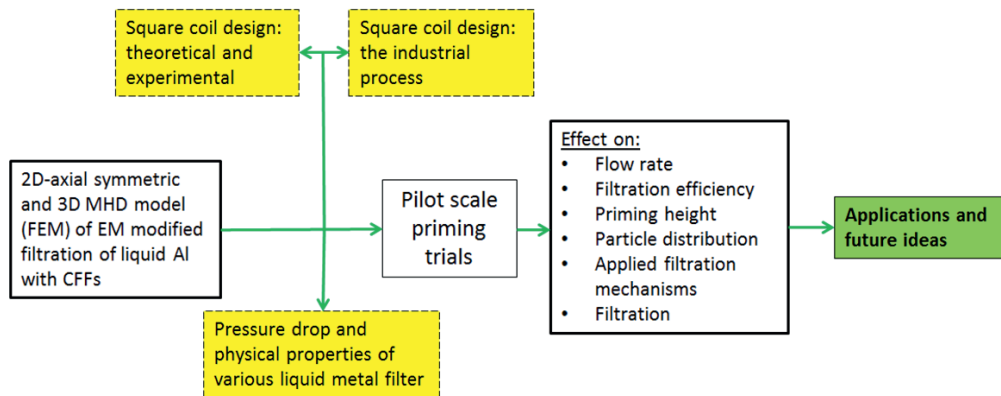 Square coil design:
theoretical and
experimental
Square coil design:
the industrial
process
2D-axial symmetric
and 3D MHD model
(FEM) of EM modified
filtration of liquid Al
with CFFs
Pilot scale
priming
trials
Effect on:
• Flow rate
• Filtration efficiency
• Priming height
• Particle distribution
• Applied filtration
mechanisms
• Filtration
Applications and
future ideas
Pressure drop and
physical properties of
various liquid metal filter